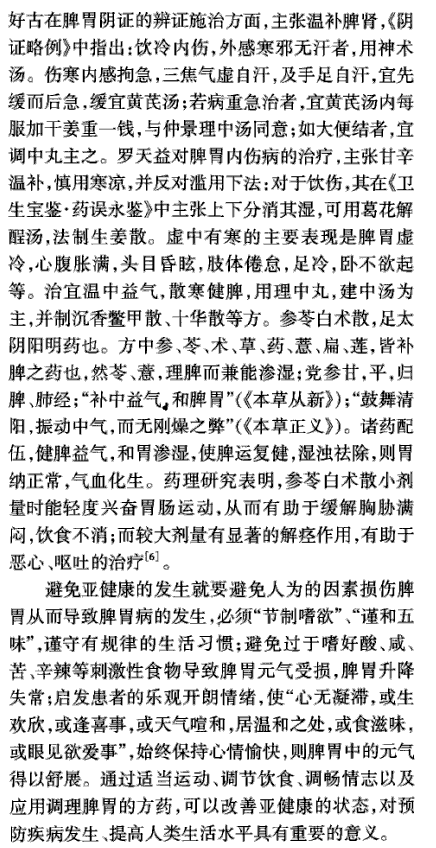 好古在脾胃阴证的辨证施治方面,主张温补脾肾,《阴
证略例》中指出:饮冷内伤,外感寒邪无汗者,用神术
汤。伤寒内感拘急,三焦气虚自汗,及手足自汗,宜先
缓而后急,缓宜黄芪汤;若病重急治者,宜黄芪汤内每
服加干姜重一钱,与仲景理中汤同意;如大便结者,宜
调中丸主之。罗天益对脾胃内伤病的治疗,主张甘辛
温补,慎用寒凉,并反对滥用下法:对于饮伤,其在《卫
生宝鉴·药误永鉴》中主张上下分消其湿,可用葛花解
酲汤,法制生姜散。虚中有寒的主要表现是脾胃虚
冷,心腹胀满,头目昏眩,肢体倦怠,足冷,卧不欲起
等。治宜温中益气,散寒健脾,用理中丸,建中汤为
主,并制沉香鳖甲散、十华散等方。参苓白术散,足太
阴阳明药也。方中参、苓、术、草、药、薏、扁、莲,皆补
脾之药也,然苓、薏,理脾而兼能渗湿;党参甘,平,归
脾、肺经;“补中益气,和脾胃”(《本草从新》);“鼓舞清
阳,振动中气,而无刚燥之弊”(《本草正义》)。诸药配
伍,健脾益气,和胃渗湿,使脾运复健,湿浊祛除,则胃
纳正常,气血化生。药理研究表明,参苓白术散小剂
量时能轻度兴奋胃肠运动,从而有助于缓解胸胁满
闷,饮食不消;而较大剂量有显著的解痉作用,有助于
恶心、呕吐的治疗[6]。
避免亚健康的发生就要避免人为的因素损伤脾
胃从而导致脾胃病的发生,必须“节制嗜欲”、“谨和五
味”,谨守有规律的生活习惯;避免过于嗜好酸、咸、
苦、辛辣等刺激性食物导致脾胃元气受损,脾胃升降
失常;启发患者的乐观开朗情绪,使“心无凝滞,或生
欢欣,或逢喜事,或天气暄和,居温和之处,或食滋味,
或眼见欲爱事”,始终保持心情愉快,则脾胃中的元气
得以舒展。通过适当运动、调节饮食、调畅情志以及
应用调理脾胃的方药,可以改善亚健康的状态,对预
防疾病发生、提高人类生活水平具有重要的意义。